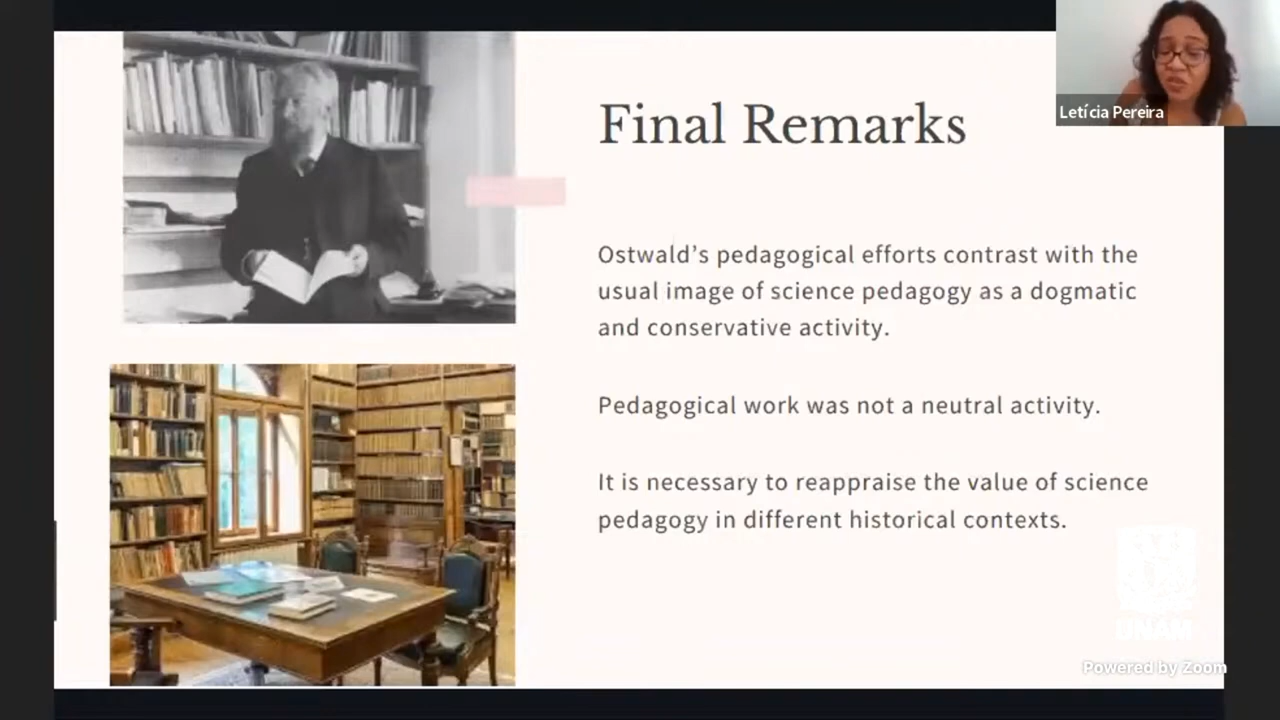 Final Remarks
Letícia Pereira
Ostwald’s pedagogical efforts contrast with the
usual image of science pedagogy as a dogmatic
and conservative activity.
Pedagogical work was not a neutral activity.
It is necessary to reappraise the value of science
pedagogy in different historical contexts.
UNAM
Powered by Zoom